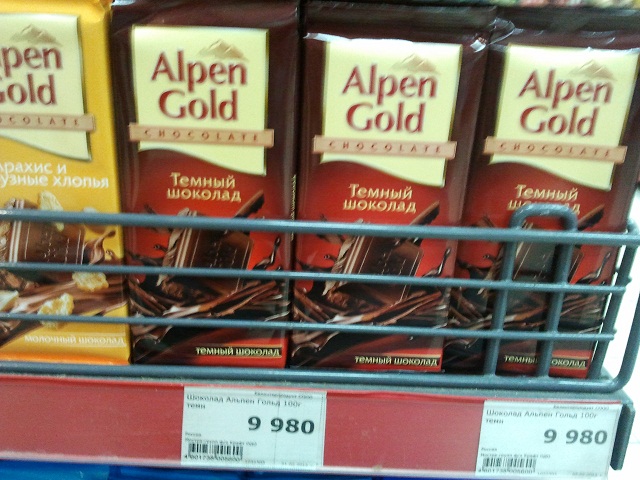 Alpen
Gold
CHOCOLATE
Арахис и
молочный шоколад
Alpen
Gold
CHOCOLATE
Темный
шоколад
темный шоколад
Alpen
Gold
CHOCOLATE
Темный
шоколад
темный шоколад
Alpen
Gold
CHOCOLATE
Темный
шоколад
темный шоколад
Шоколад Альпен Гольд 100г
темн
9 980
Шоколад Альпен Гольд 100г
темн
9 980